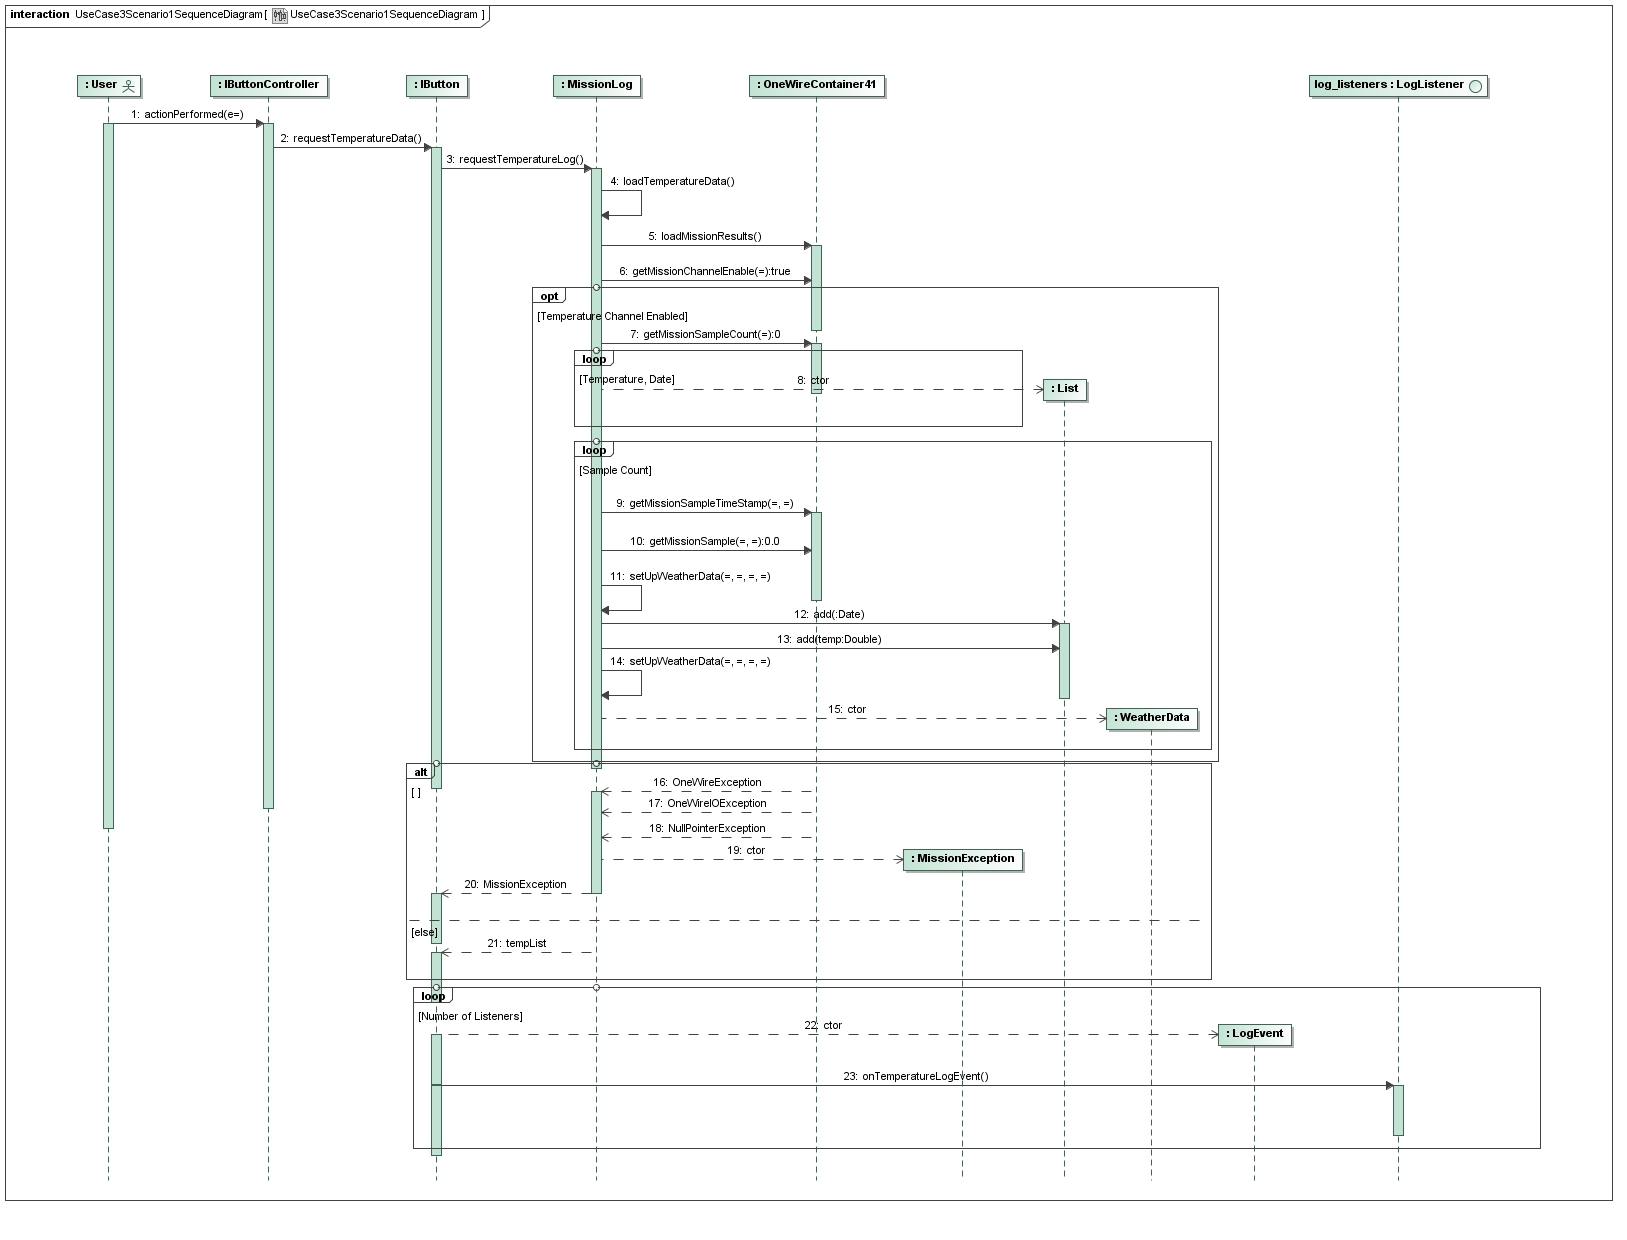 interaction UseCase3Scenario1SequenceDiagram[ UseCase3Scenario1SequenceDiagram ]
: User
: IButtonController
: IButton
: MissionLog
: OneWireContainer41
log_listeners : LogListener
1: actionPerformed(e=)
2: requestTemperatureData()
3: requestTemperatureLog()
4: loadTemperatureData()
5: loadMissionResults()
6: getMissionChannelEnable(=):true
opt
[Temperature Channel Enabled]
7: getMissionSampleCount(=):0
loop
[Temperature, Date]
8: ctor
: List
loop
[Sample Count]
9: getMissionSampleTimeStamp(=, =)
10: getMissionSample(=, =):0.0
11: setUpWeatherData(=, =, =, =)
12: add(:Date)
13: add(temp:Double)
14: setUpWeatherData(=, =, =, =)
15: ctor
: WeatherData
alt
[ ]
16: OneWireException
17: OneWireIOException
18: NullPointerException
19: ctor
: MissionException
20: MissionException
[else]
21: tempList
loop
[Number of Listeners]
22: ctor
: LogEvent
23: onTemperatureLogEvent()